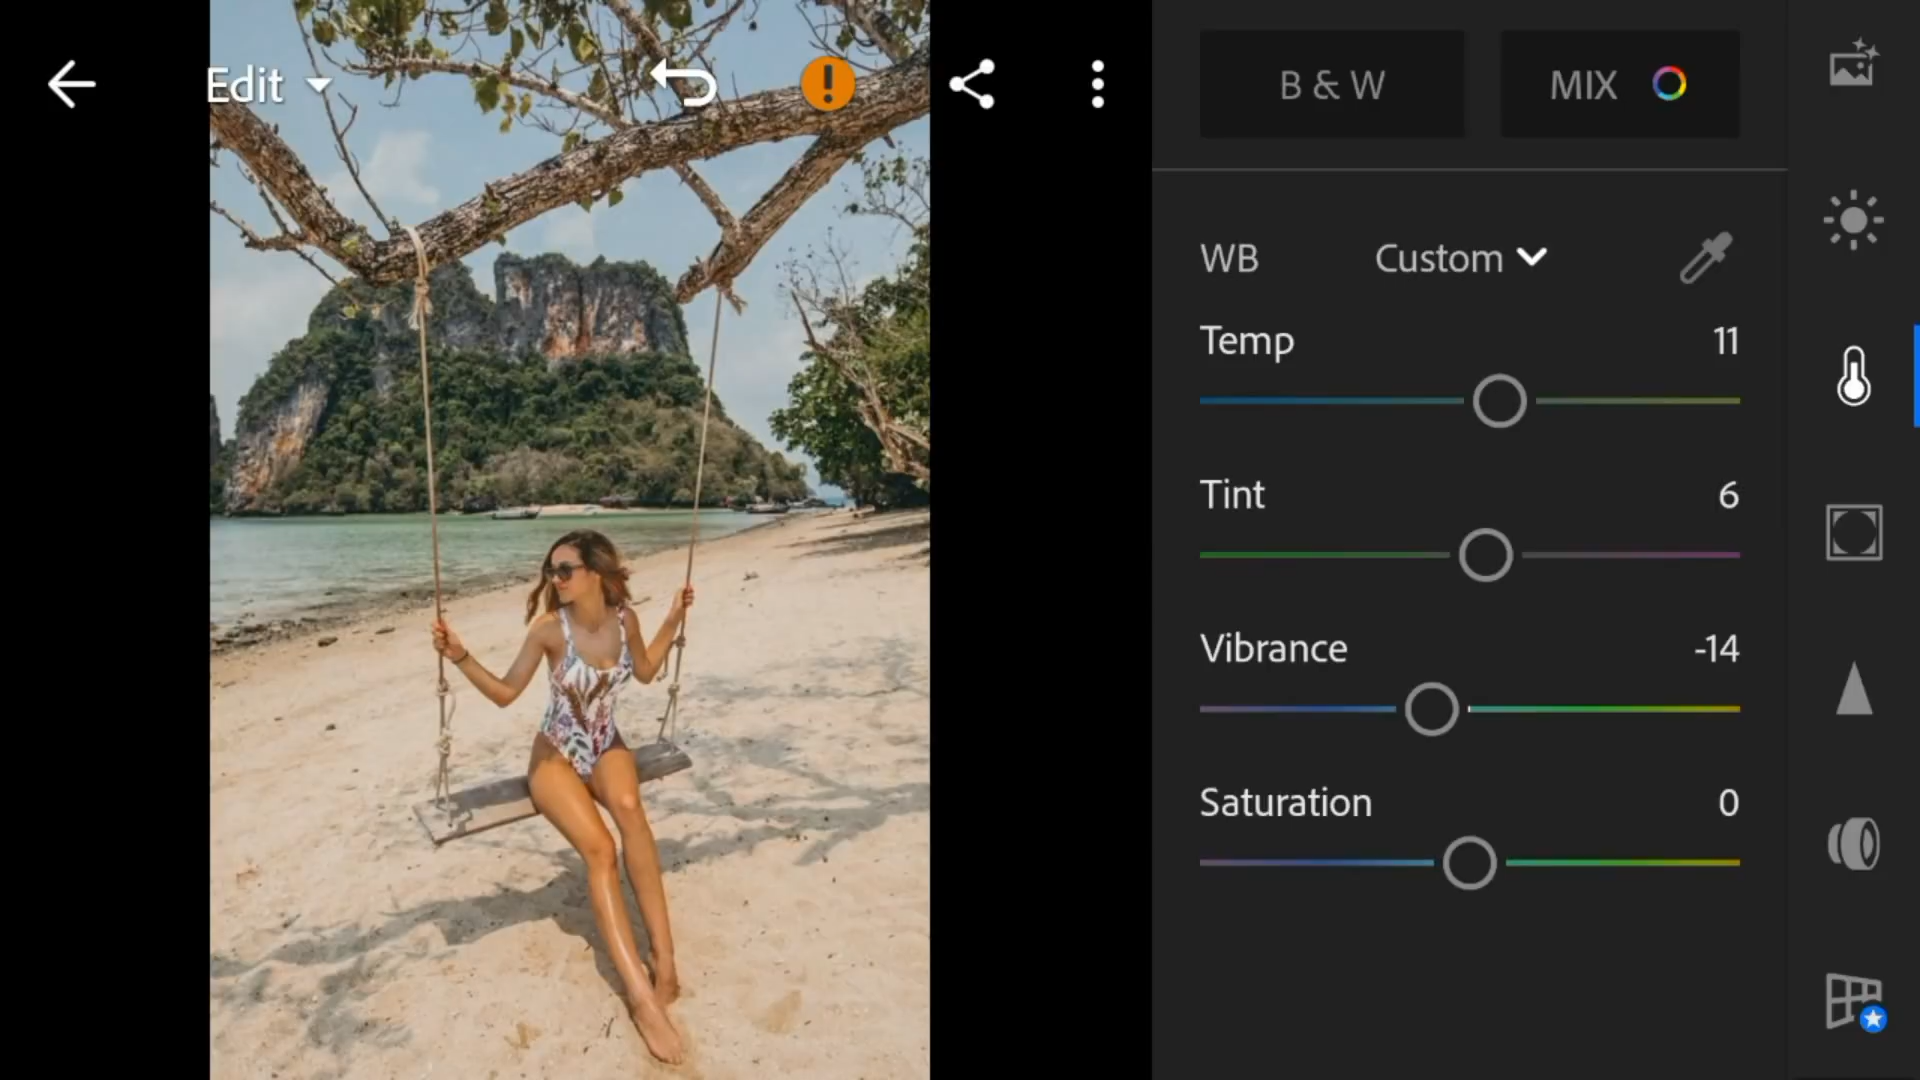 Edit
B & W
MIX
WB
Custom
Temp
11
Tint
6
Vibrance
-14
Saturation
0